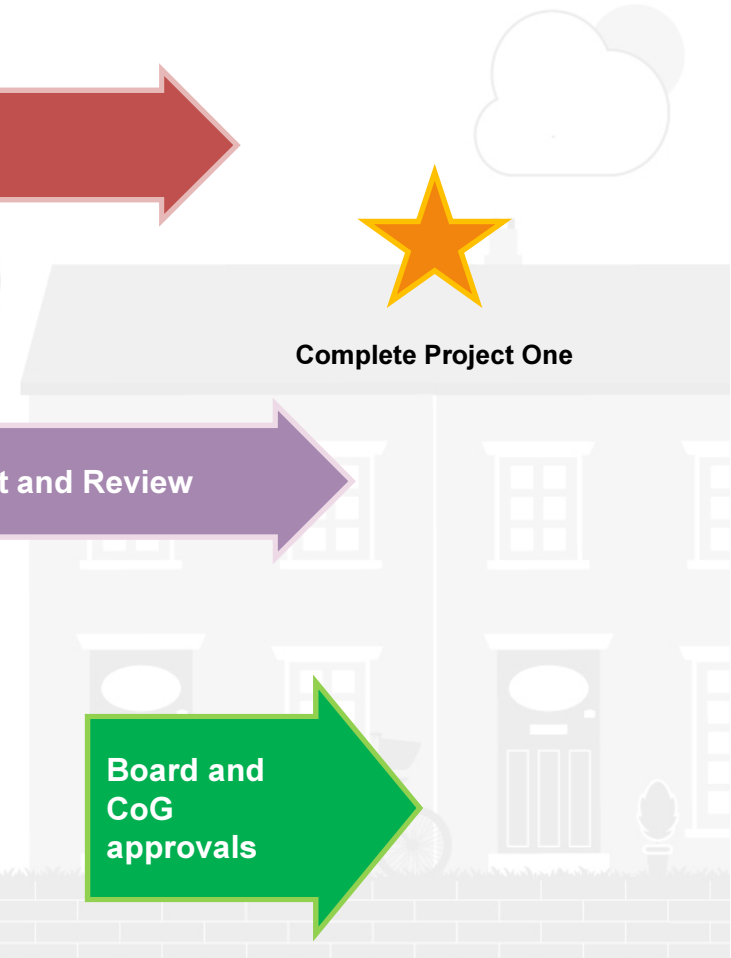 Complete Project One
t and Review
Board and
CoG
approvals